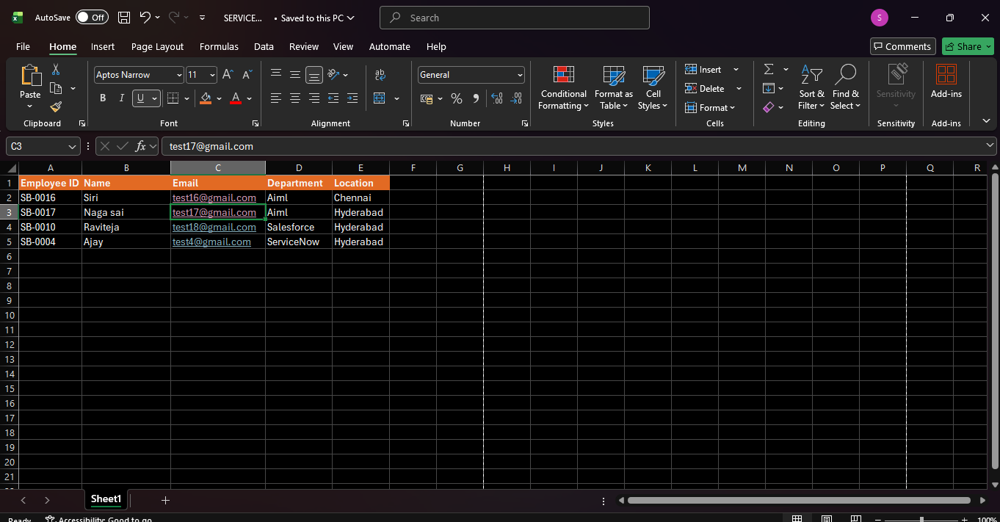 AutoSave Off SERVICE... • Saved to this PC Search S
File Home Insert Page Layout Formulas Data Review View Automate Help Comments Share
Paste Aptos Narrow 11 A A ab General Conditional Formatting Format as Table Cell Styles Insert Delete Format Sort & Filter Find & Select Sensitivity Add-ins
B I U A % 9 .00
Clipboard Font Alignment Number Styles Cells Editing Sensitivity Add-ins
C3 fx test17@gmail.com
A B C D E F G H I J K L M N O P Q R
1 Employee ID Name Email Department Location
2 SB-0016 Siri test16@gmail.com Aiml Chennai
3 SB-0017 Naga sai test17@gmail.com Aiml Hyderabad
4 SB-0010 Raviteja test18@gmail.com Salesforce Hyderabad
5 SB-0004 Ajay test4@gmail.com ServiceNow Hyderabad
6
7
8
9
10
11
12
13
14
15
16
17
18
19
20
21
Sheet1
Ready Accessibility: Good to go 100%